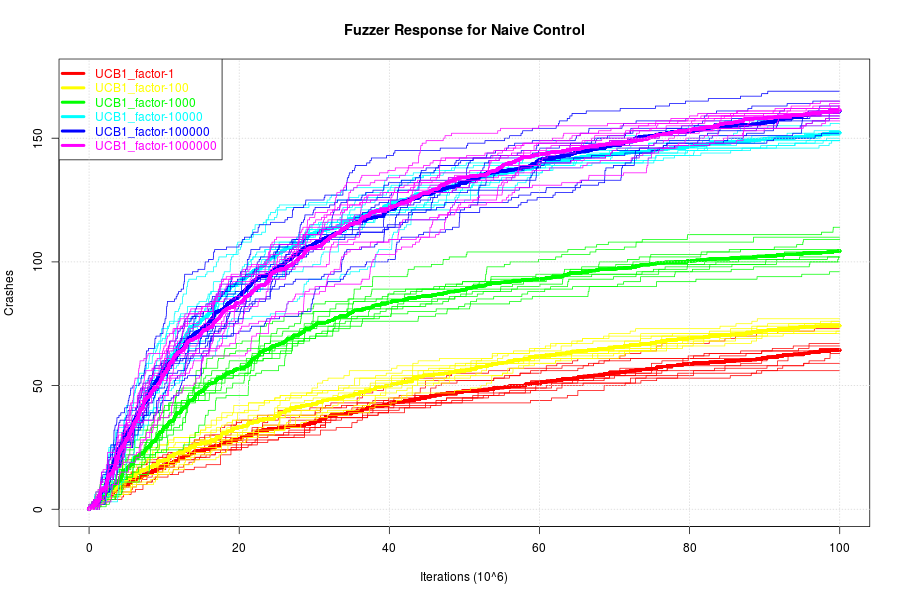 Fuzzer Response for Naive Control
UCB1_factor-1
UCB1_factor-100
UCB1_factor-1000
UCB1_factor-10000
UCB1_factor-100000
UCB1_factor-1000000
150
100
50
0
Crashes
0 20 40 60 80 100
Iterations (10^6)